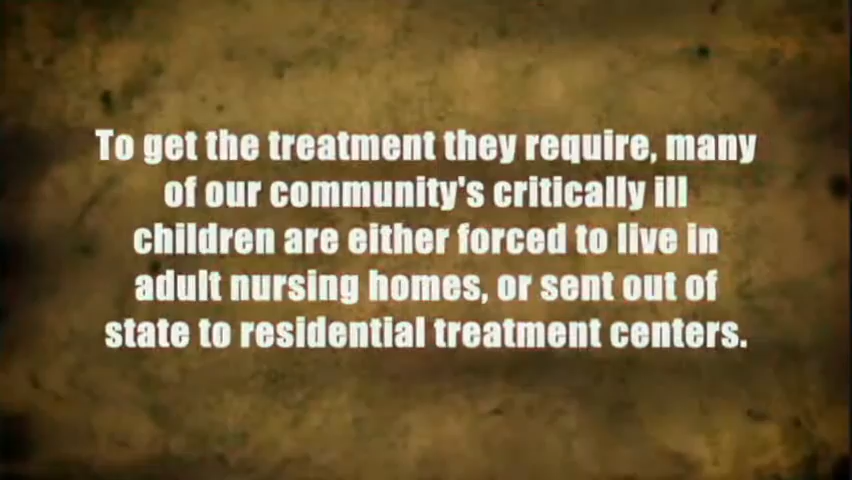 To get the treatment they require, many
of our community's critically ill
children are either forced to live in
adult nursing homes, or sent out of
state to residential treatment centers.